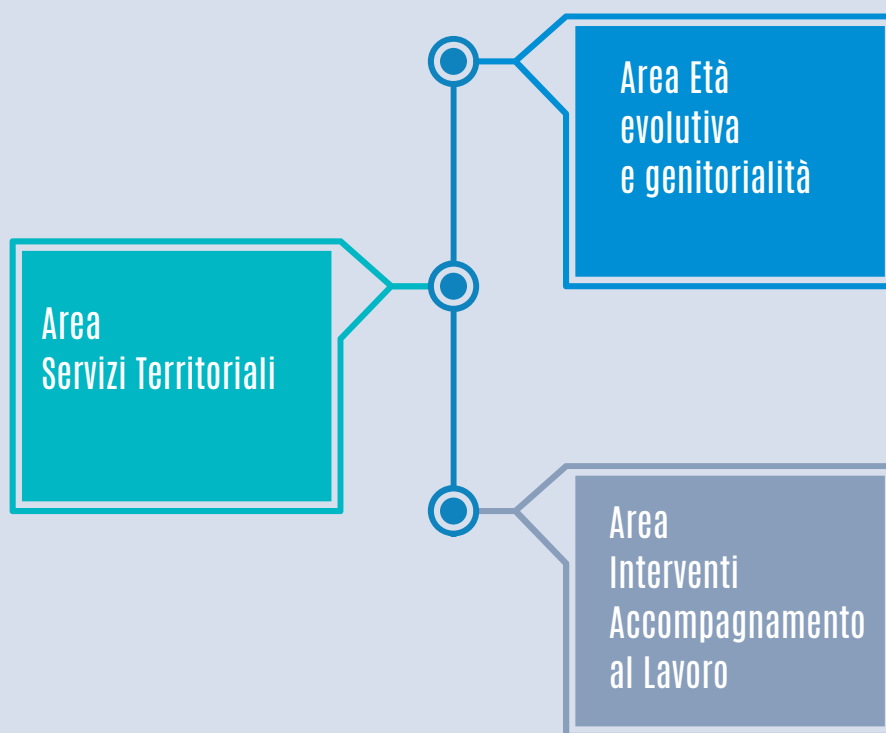 Area Età
evolutiva
e genitorialità
Area
Servizi Territoriali
Area
Interventi
Accompagnamento
al Lavoro